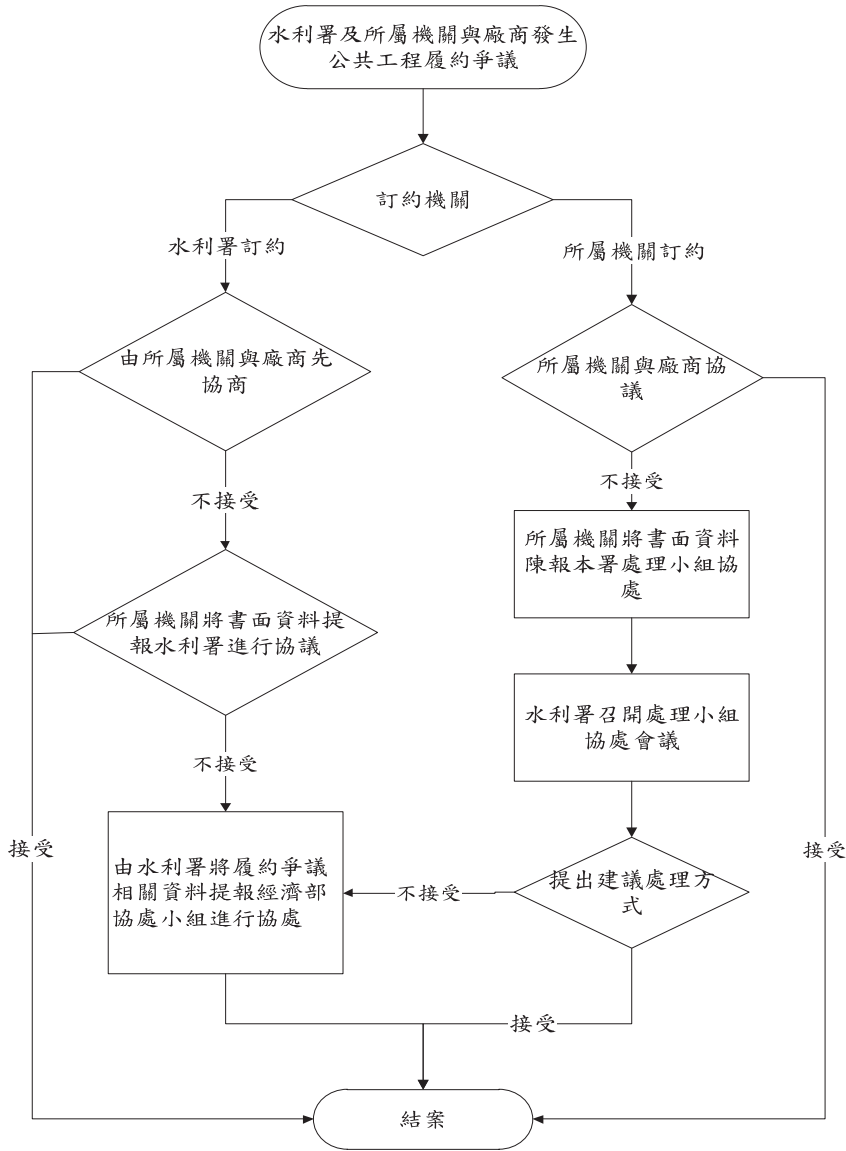 水利署及所屬機關與廠商發生
公共工程履約爭議
訂約機關
水利署訂約
所屬機關訂約
由所屬機關與廠商先
協商
所屬機關與廠商協
議
不接受
不接受
所屬機關將書面資料
陳報本署處理小組協
處
所屬機關將書面資料提
報水利署進行協議
水利署召開處理小組
協處會議
不接受
接受
由水利署將履約爭議
相關資料提報經濟部
協處小組進行協處
不接受
提出建議處理方
式
接受
接受
結案